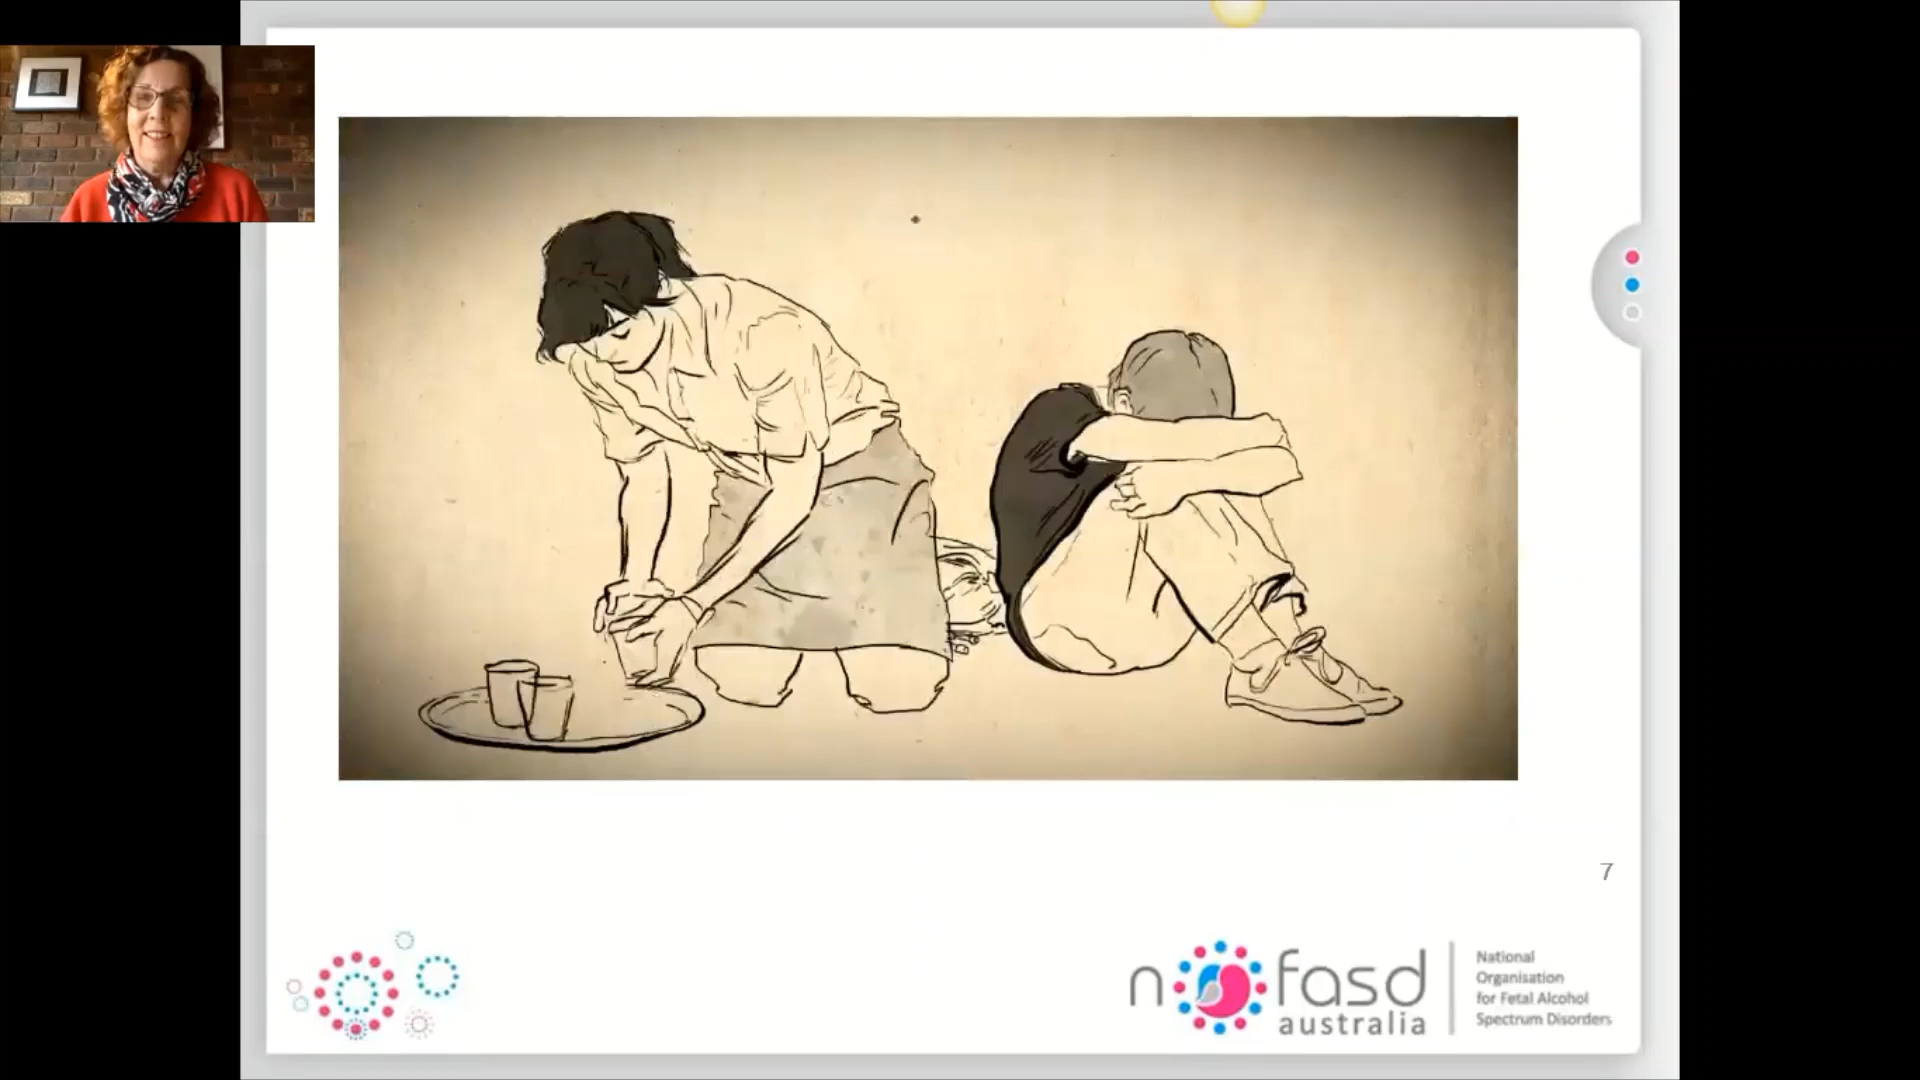 7
nofasd
australia
National
Organisation
for Fetal Alcohol
Spectrum Disorders